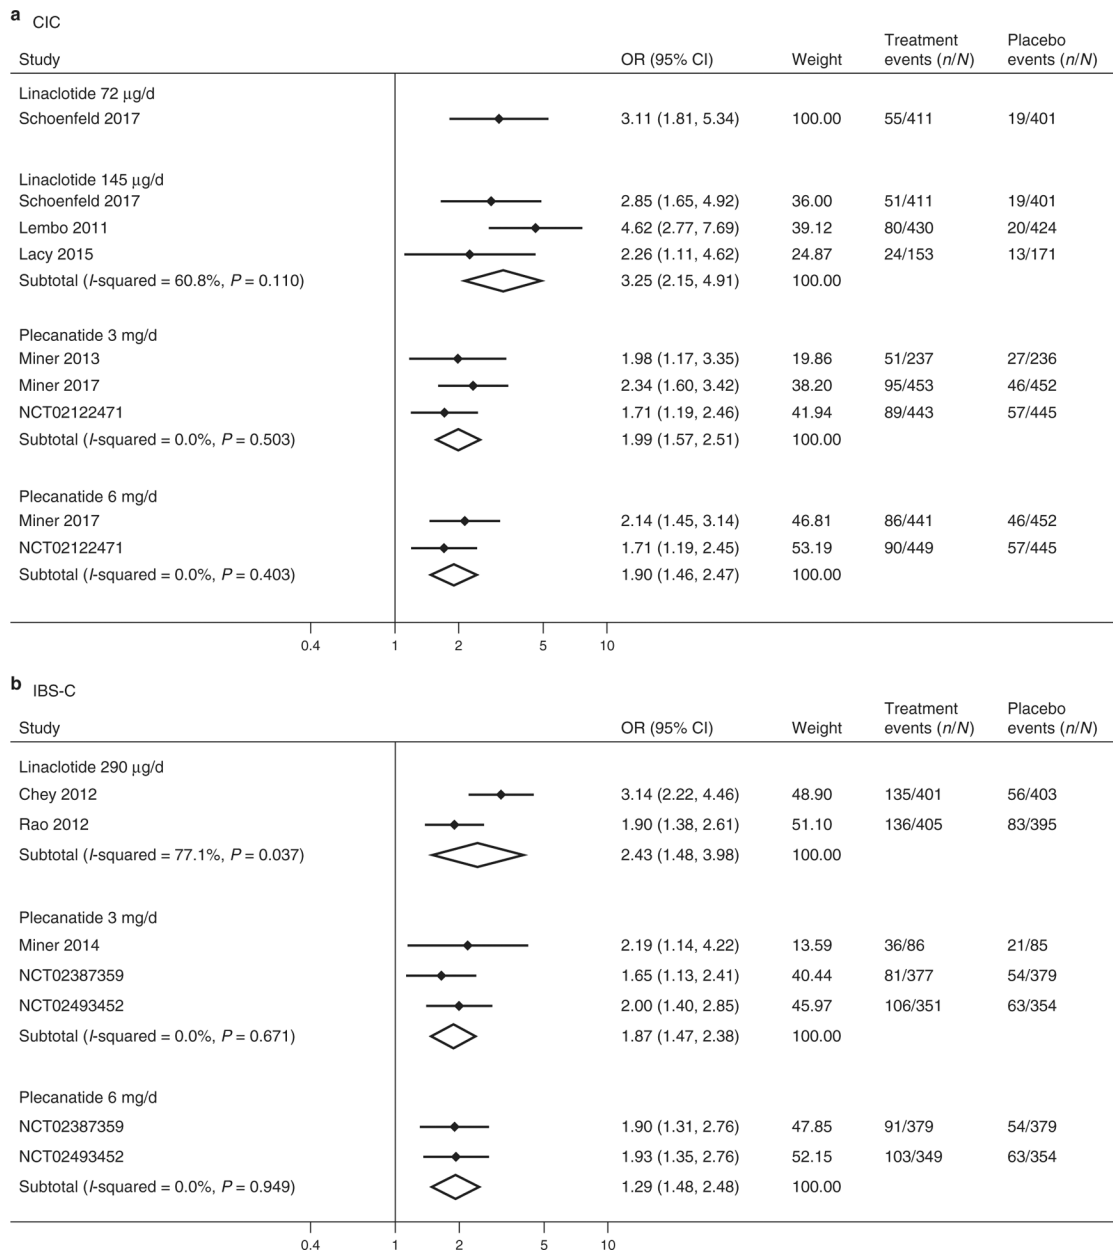 a CIC
Study OR (95% CI) Weight Treatment events (n/N) Placebo events (n/N)
Linaclotide 72 μg/d
Schoenfeld 2017 3.11 (1.81, 5.34) 100.00 55/411 19/401
Linaclotide 145 μg/d
Schoenfeld 2017 2.85 (1.65, 4.92) 36.00 51/411 19/401
Lembo 2011 4.62 (2.77, 7.69) 39.12 80/430 20/424
Lacy 2015 2.26 (1.11, 4.62) 24.87 24/153 13/171
Subtotal (I-squared = 60.8%, P = 0.110) 3.25 (2.15, 4.91) 100.00
Plecanatide 3 mg/d
Miner 2013 1.98 (1.17, 3.35) 19.86 51/237 27/236
Miner 2017 2.34 (1.60, 3.42) 38.20 95/453 46/452
NCT02122471 1.71 (1.19, 2.46) 41.94 89/443 57/445
Subtotal (I-squared = 0.0%, P = 0.503) 1.99 (1.57, 2.51) 100.00
Plecanatide 6 mg/d
Miner 2017 2.14 (1.45, 3.14) 46.81 86/441 46/452
NCT02122471 1.71 (1.19, 2.45) 53.19 90/449 57/445
Subtotal (I-squared = 0.0%, P = 0.403) 1.90 (1.46, 2.47) 100.00
0.4 1 2 5 10
b IBS-C
Study OR (95% CI) Weight Treatment events (n/N) Placebo events (n/N)
Linaclotide 290 μg/d
Chey 2012 3.14 (2.22, 4.46) 48.90 135/401 56/403
Rao 2012 1.90 (1.38, 2.61) 51.10 136/405 83/395
Subtotal (I-squared = 77.1%, P = 0.037) 2.43 (1.48, 3.98) 100.00
Plecanatide 3 mg/d
Miner 2014 2.19 (1.14, 4.22) 13.59 36/86 21/85
NCT02387359 1.65 (1.13, 2.41) 40.44 81/377 54/379
NCT02493452 2.00 (1.40, 2.85) 45.97 106/351 63/354
Subtotal (I-squared = 0.0%, P = 0.671) 1.87 (1.47, 2.38) 100.00
Plecanatide 6 mg/d
NCT02387359 1.90 (1.31, 2.76) 47.85 91/379 54/379
NCT02493452 1.93 (1.35, 2.76) 52.15 103/349 63/354
Subtotal (I-squared = 0.0%, P = 0.949) 1.29 (1.48, 2.48) 100.00
0.4 1 2 5 10